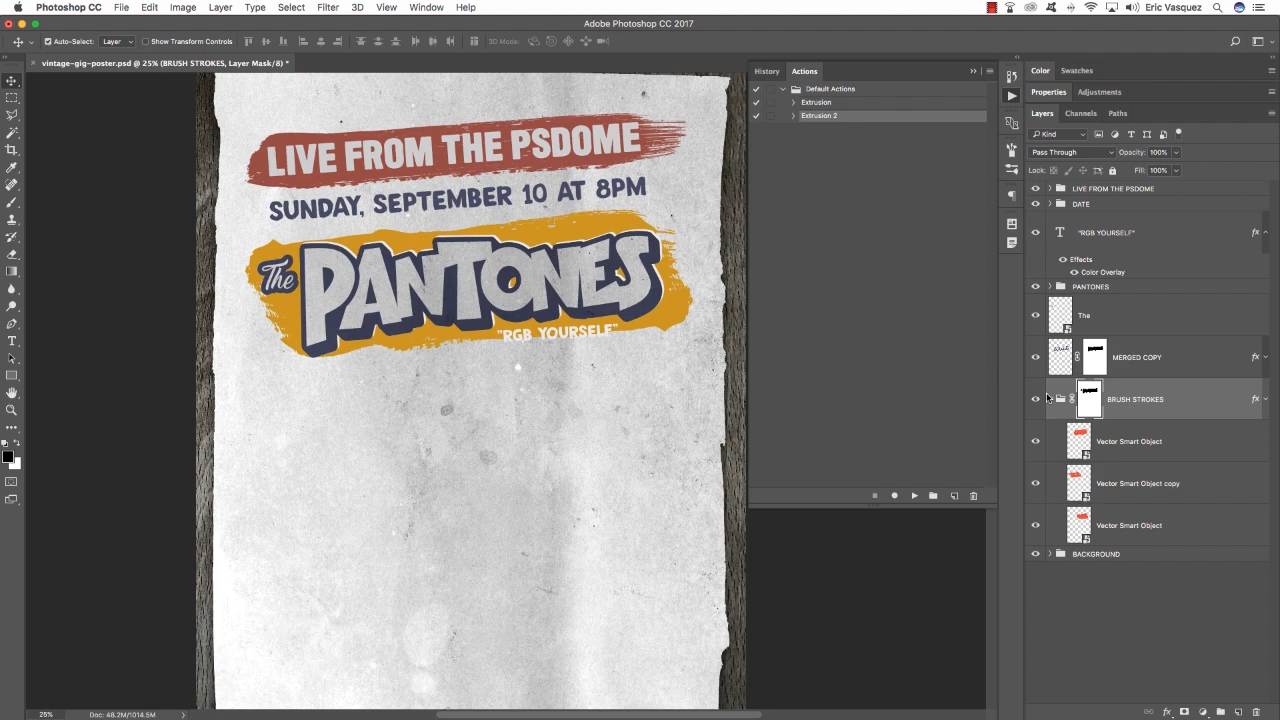 Photoshop CC File Edit Image Layer Type Select Filter 3D View Window Help Eric Vasquez
Adobe Photoshop CC 2017
Auto-Select: Layer Show Transform Controls 3D Mode:
vintage-gig-poster.psd @ 25% (BRUSH STROKES, Layer Mask/8) *
History Actions
Default Actions
Extrusion
Extrusion 2
Color Swatches
Properties Adjustments
Layers Channels Paths
Kind
Pass Through Opacity: 100%
Lock: Fill: 100%
LIVE FROM THE PSDOME
DATE
T "RGB YOURSELF" fx
Effects
Color Overlay
PANTONES
The
MERGED COPY fx
BRUSH STROKES fx
Vector Smart Object
Vector Smart Object copy
Vector Smart Object
BACKGROUND
LIVE FROM THE PSDOME
SUNDAY, SEPTEMBER 10 AT 8PM
The PANTONES
"RGB YOURSELF"
25% Doc: 48.2M/1014.5M